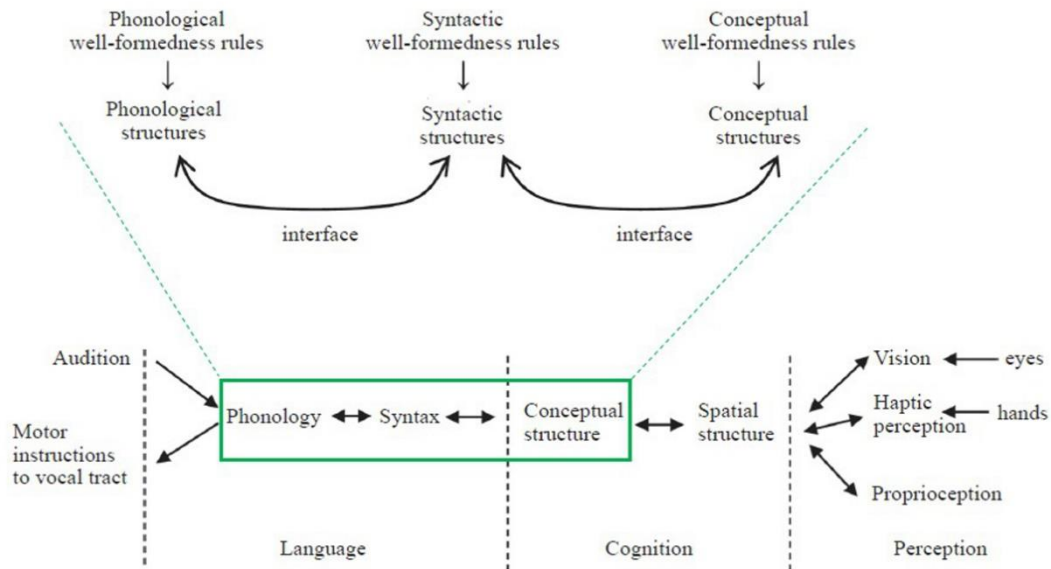 Phonological
well-formedness rules
Syntactic
well-formedness rules
Conceptual
well-formedness rules
Phonological
structures
Syntactic
structures
Conceptual
structures
interface
interface
Audition
Motor
instructions
to vocal tract
Phonology
Syntax
Conceptual
structure
Spatial
structure
Vision
eyes
Haptic
perception
hands
Proprioception
Language
Cognition
Perception